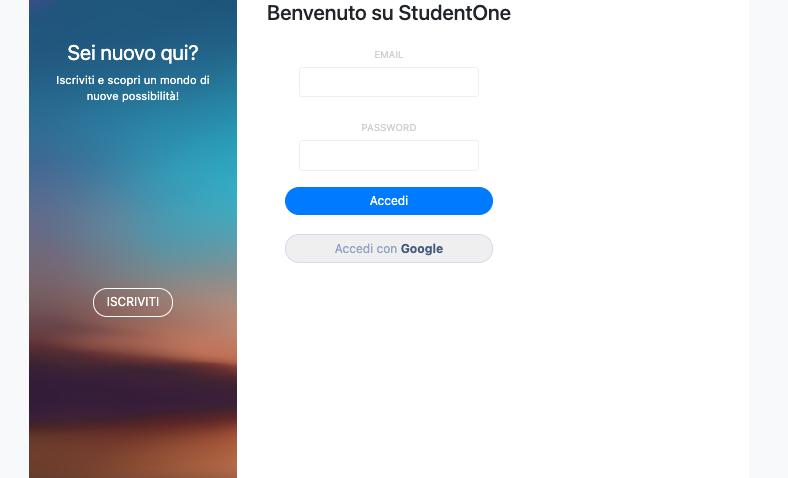 Sei nuovo qui?
Iscriviti e scopri un mondo di
nuove possibilità!
ISCRIVITI
Benvenuto su StudentOne
EMAIL
PASSWORD
Accedi
Accedi con Google